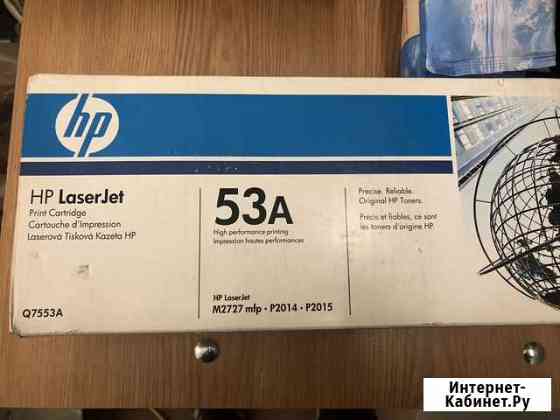 hp
HP LaserJet
Print Cartridge
Cartouche d'Impression
Laserová Tisková Kazeta HP
Q7553A
53A
High performance printing
Impression hautes performances
HP LaserJet
M2727 mfp • P2014 • P2015
Precise. Reliable.
Original HP Toners.
Précis et fiables, ce sont
les toners d'origine HP.
Интернет-
Кабинет.Ру